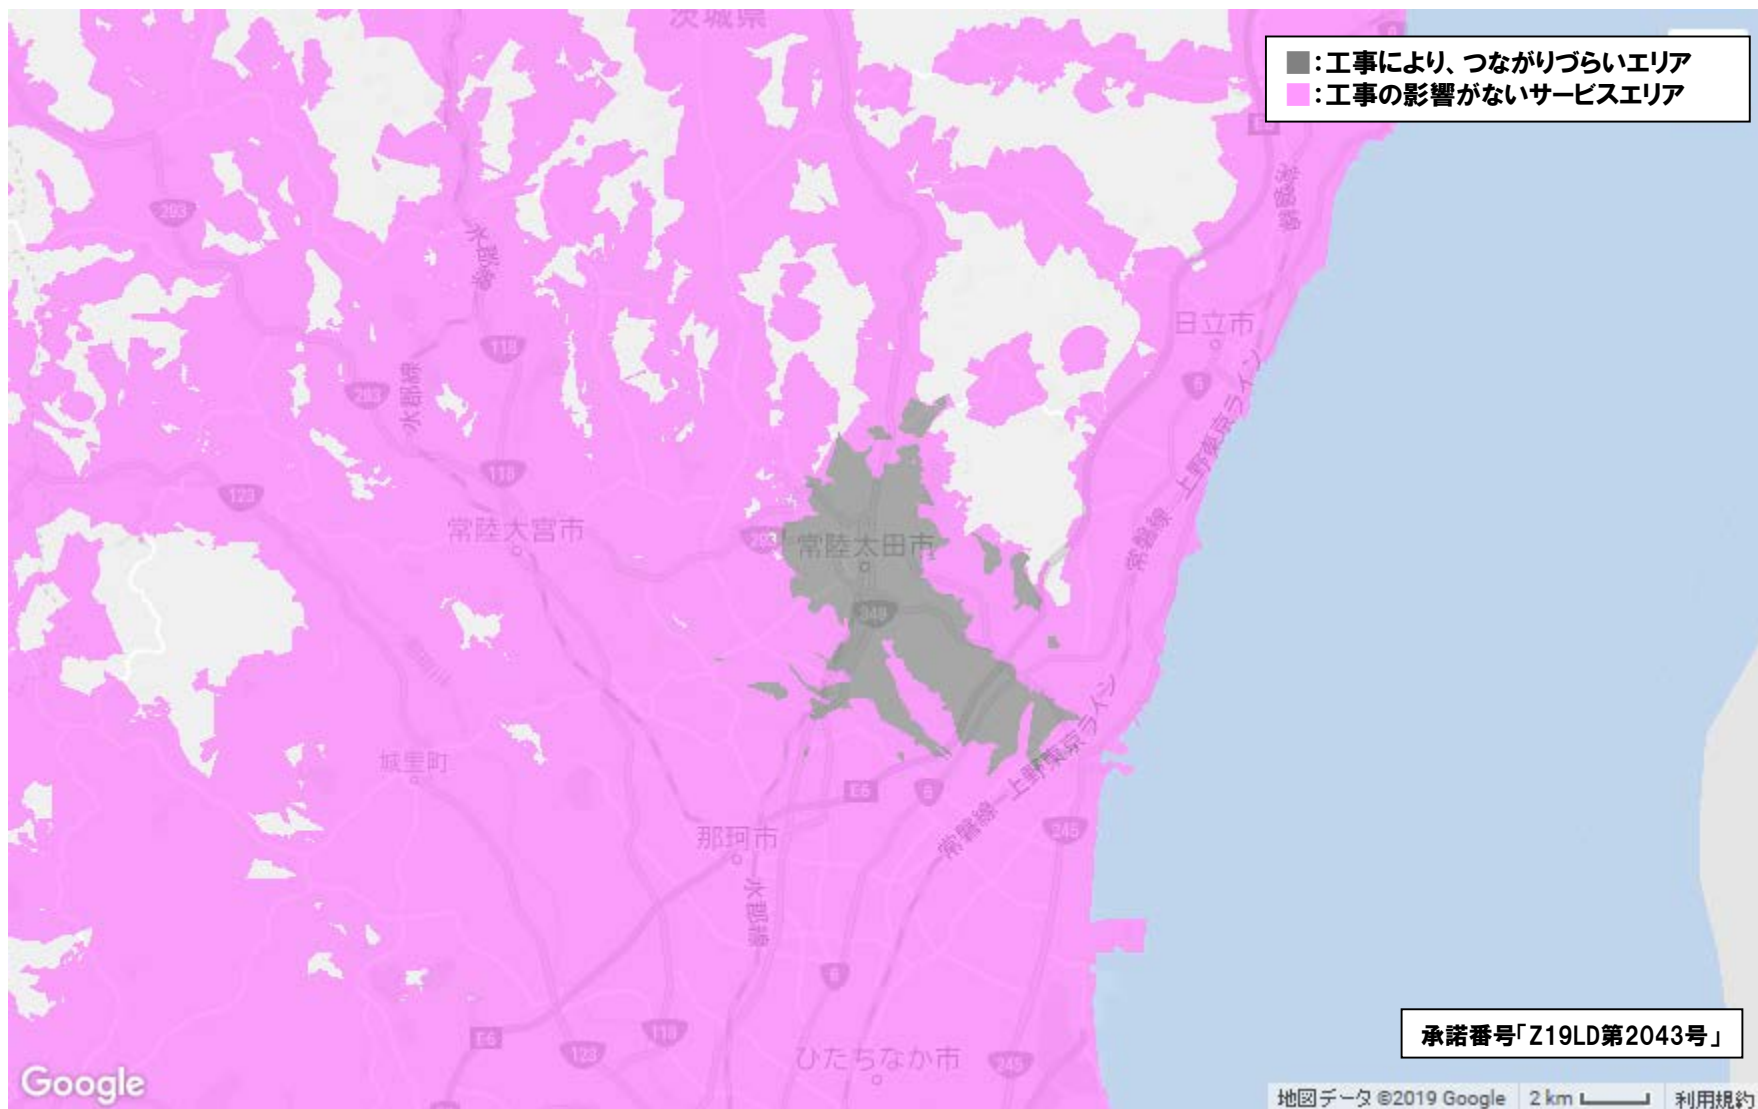 茨城県
6
■:工事により、つながりづらいエリア
■:工事の影響がないサービスエリア
E6
常磐線
293
水郡線
日立市
118
6
293
水郡線
常磐線―上野東京ライン
118
123
常陸大宮市
293
常陸太田市
349
那珂川
城里町
E6
6
常磐線―上野東京ライン
245
那珂市
水郡線
6
E6
118
123
ひたちなか市
245
承諾番号「Z19LD第2043号」
Google
地図データ ©2019 Google
2 km
利用規約